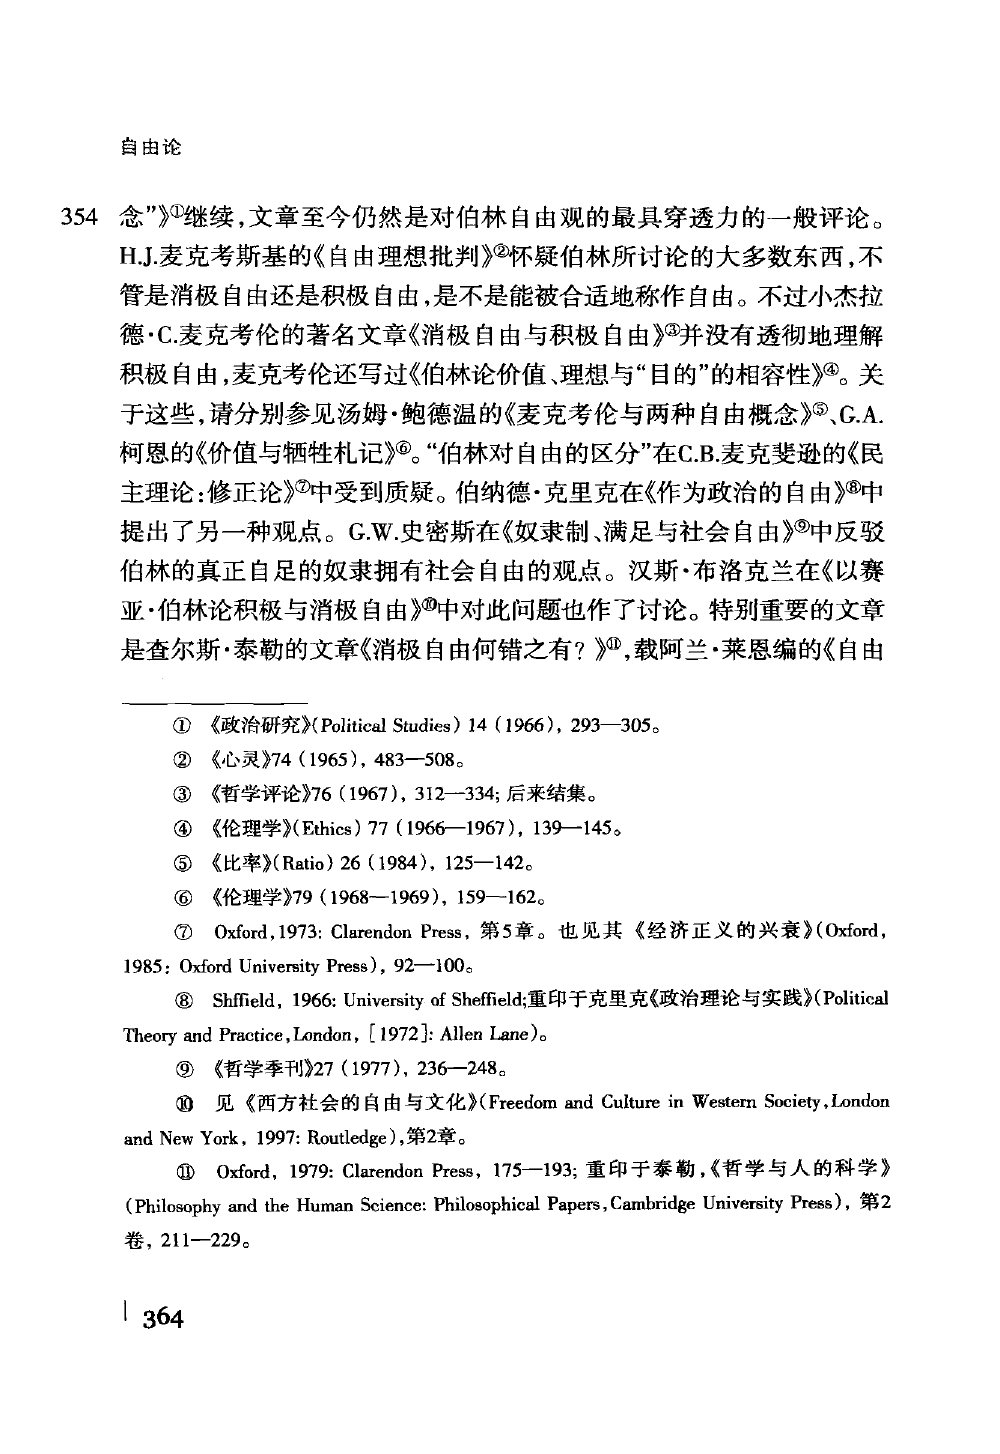 自由论
354 念”》①继续,文章至今仍然是对伯林自由观的最具穿透力的一般评论。
H.J.麦克考斯基的《自由理想批判》②怀疑伯林所讨论的大多数东西,不
管是消极自由还是积极自由,是不是能被合适地称作自由。不过小杰拉
德·C.麦克考伦的著名文章《消极自由与积极自由》③并没有透彻地理解
积极自由,麦克考伦还写过《伯林论价值、理想与“目的”的相容性》④。关
于这些,请分别参见汤姆·鲍德温的《麦克考伦与两种自由概念》⑤、G.A.
柯恩的《价值与牺牲札记》⑥。“伯林对自由的区分”在C.B.麦克斐逊的《民
主理论:修正论》⑦中受到质疑。伯纳德·克里克在《作为政治的自由》⑧中
提出了另一种观点。G.W.史密斯在《奴隶制、满足与社会自由》⑨中反驳
伯林的真正自足的奴隶拥有社会自由的观点。汉斯·布洛克兰在《以赛
亚·伯林论积极与消极自由》⑩中对此问题也作了讨论。特别重要的文章
是查尔斯·泰勒的文章《消极自由何错之有?》⑪,载阿兰·莱恩编的《自由
① 《政治研究》(Political Studies) 14 (1966), 293—305。
② 《心灵》74 (1965), 483—508。
③ 《哲学评论》76 (1967), 312—334; 后来结集。
④ 《伦理学》(Ethics) 77 (1966—1967), 139—145。
⑤ 《比率》(Ratio) 26 (1984), 125—142。
⑥ 《伦理学》79 (1968—1969), 159—162。
⑦ Oxford,1973: Clarendon Press, 第5章。也见其《经济正义的兴衰》(Oxford,
1985: Oxford University Press), 92—100。
⑧ Shffield, 1966: University of Sheffield;重印于克里克《政治理论与实践》(Political
Theory and Practice,London, [1972]: Allen Lane)。
⑨ 《哲学季刊》27 (1977), 236—248。
⑩ 见《西方社会的自由与文化》(Freedom and Culture in Western Society,London
and New York, 1997: Routledge),第2章。
⑪ Oxford, 1979: Clarendon Press, 175—193; 重印于泰勒,《哲学与人的科学》
(Philosophy and the Human Science: Philosophical Papers,Cambridge University Press), 第2
卷, 211—229。
364